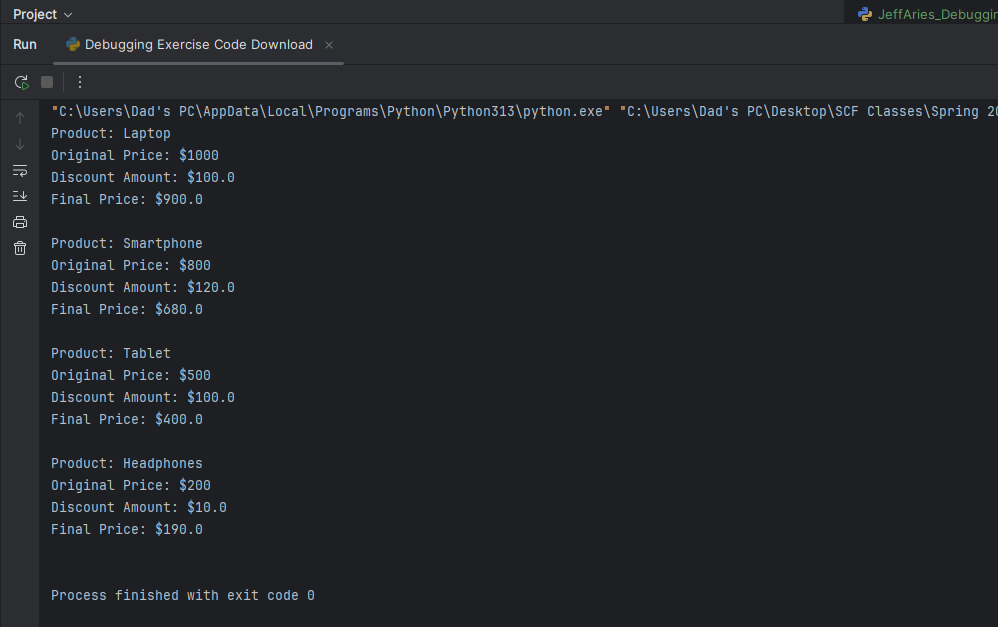 Project
JeffAries_Debuggin
Run
Debugging Exercise Code Download
"C:\Users\Dad's PC\AppData\Local\Programs\Python\Python313\python.exe" "C:\Users\Dad's PC\Desktop\SCF Classes\Spring 20
Product: Laptop
Original Price: $1000
Discount Amount: $100.0
Final Price: $900.0
Product: Smartphone
Original Price: $800
Discount Amount: $120.0
Final Price: $680.0
Product: Tablet
Original Price: $500
Discount Amount: $100.0
Final Price: $400.0
Product: Headphones
Original Price: $200
Discount Amount: $10.0
Final Price: $190.0
Process finished with exit code 0